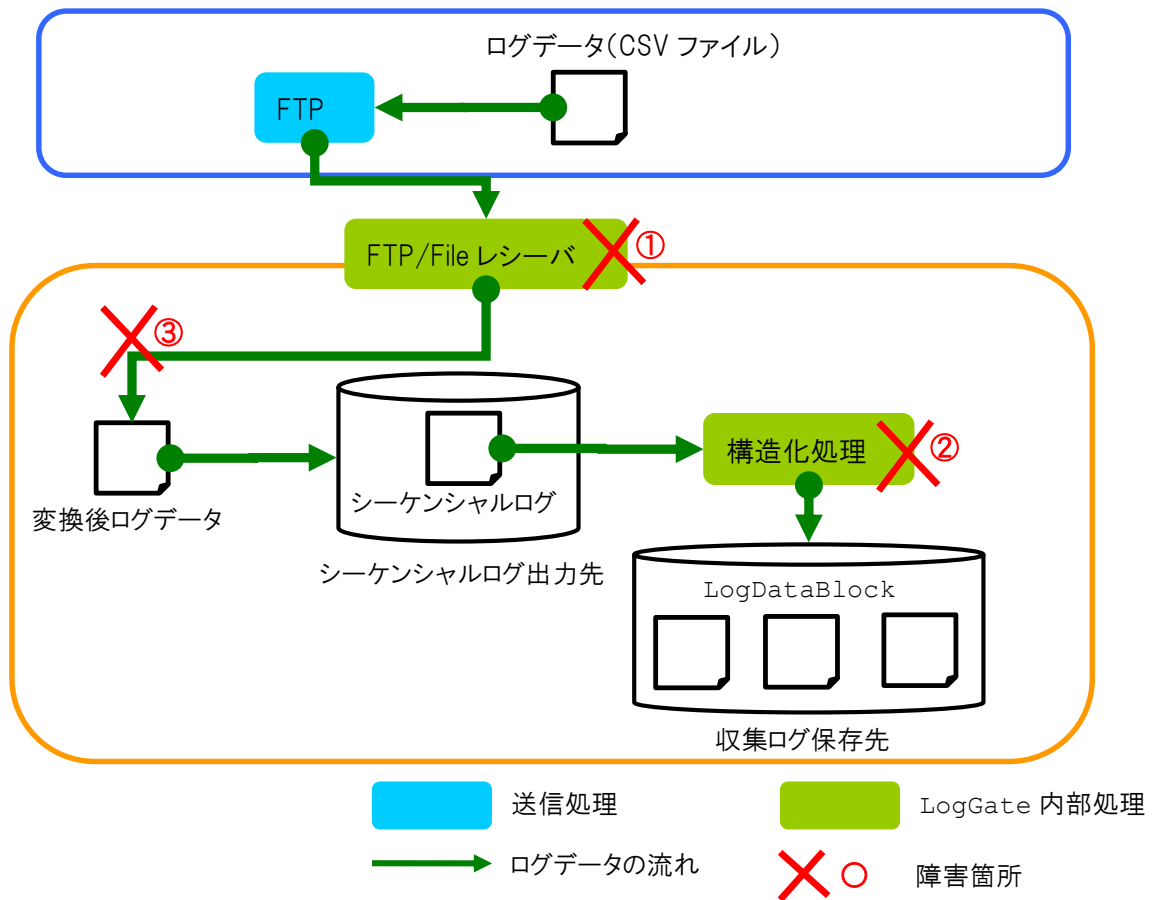 ログデータ(CSV ファイル)
FTP
FTP/File レシーバ
①
③
構造化処理
②
シーケンシャルログ
変換後ログデータ
シーケンシャルログ出力先
LogDataBlock
収集ログ保存先
送信処理
LogGate 内部処理
ログデータの流れ
○
障害箇所